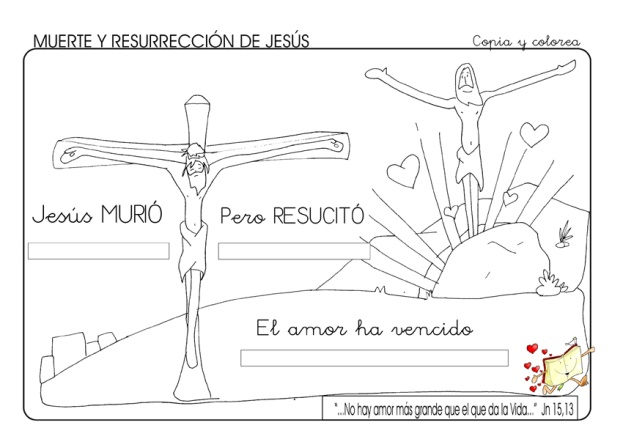 MUERTE Y RESURRECCIÓN DE JESÚS
Copia y colorea
Jesús MURIÓ
Pero RESUCITÓ
El amor ha vencido
"...No hay amor más grande que el que da la Vida..." Jn 15,13